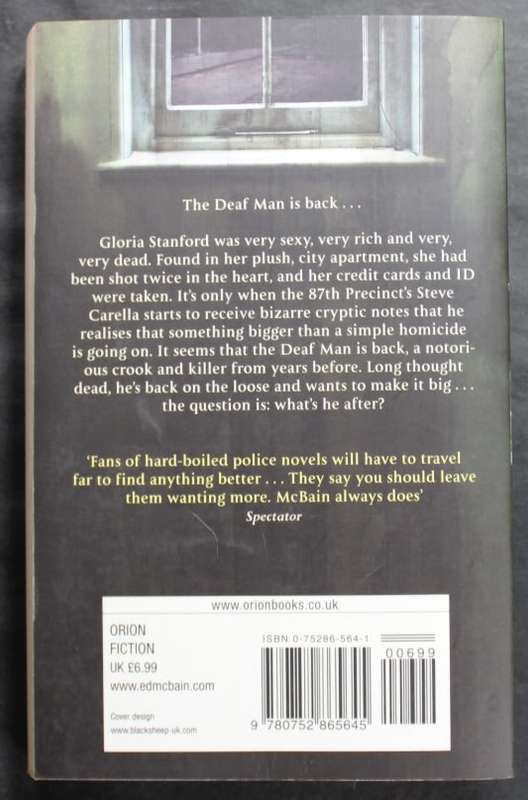 The Deaf Man is back . . .
Gloria Stanford was very sexy, very rich and very,
very dead. Found in her plush, city apartment, she had
been shot twice in the heart, and her credit cards and ID
were taken. It's only when the 87th Precinct's Steve
Carella starts to receive bizarre cryptic notes that he
realises that something bigger than a simple homicide
is going on. It seems that the Deaf Man is back, a notori-
ous crook and killer from years before. Long thought
dead, he's back on the loose and wants to make it big . . .
the question is: what's he after?
'Fans of hard-boiled police novels will have to travel
far to find anything better . . . They say you should leave
them wanting more. McBain always does'
Spectator
www.orionbooks.co.uk
ORION
FICTION
UK £6.99
www.edmcbain.com
Cover design
www.blacksheep-uk.com
ISBN 0-75286-564-1
00699
9 780752 865645